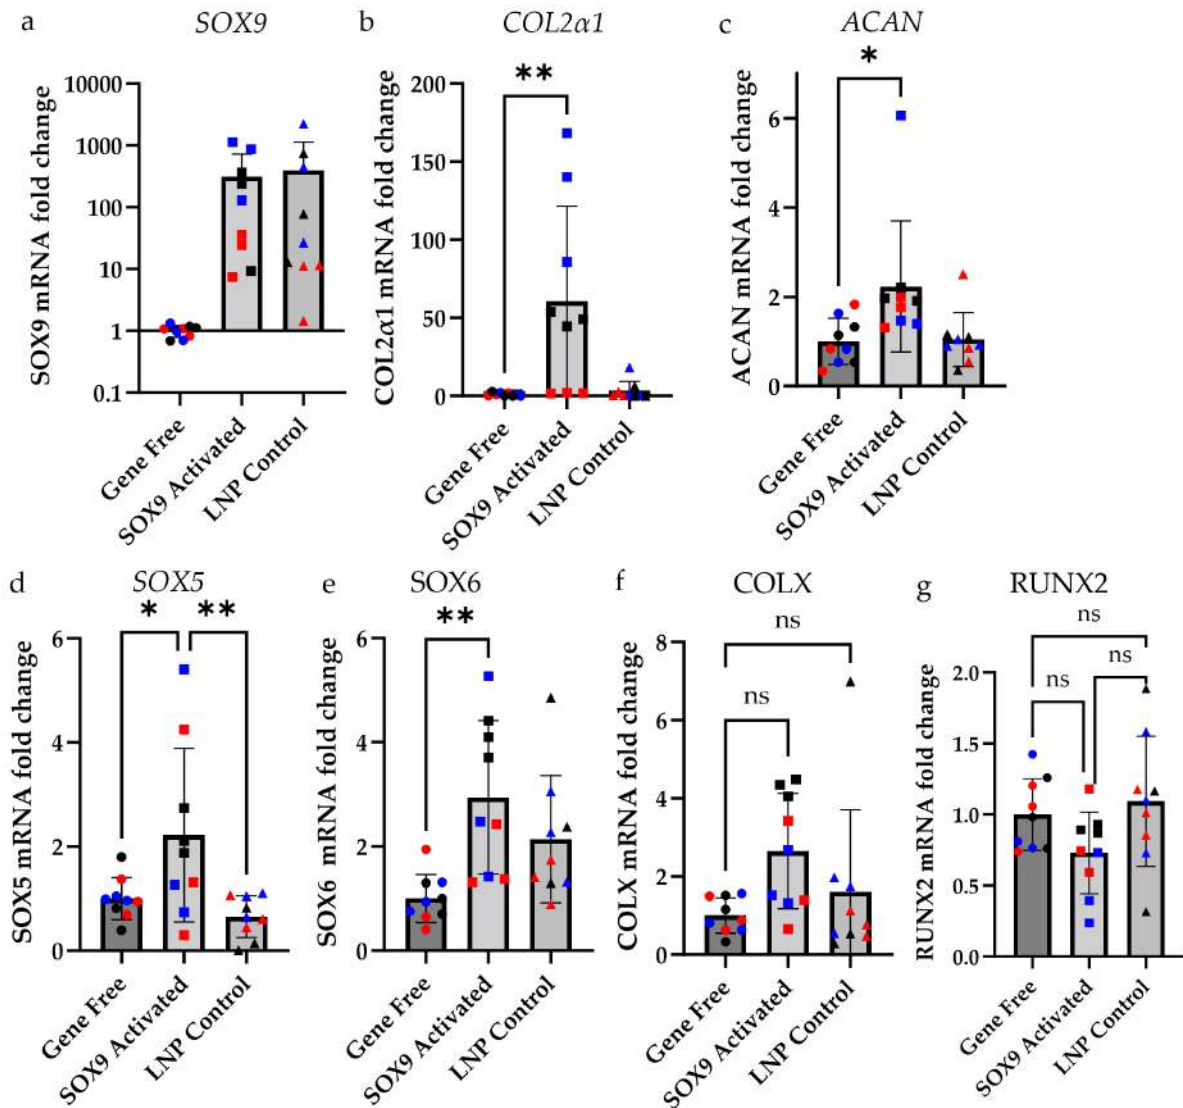 a
SOX9
SOX9 mRNA fold change
10000
1000
100
10
1
0.1
Gene Free
SOX9 Activated
LNP Control
b
COL2α1
COL2α1 mRNA fold change
200
150
100
50
0
**
Gene Free
SOX9 Activated
LNP Control
c
ACAN
ACAN mRNA fold change
6
4
2
0
*
Gene Free
SOX9 Activated
LNP Control
d
SOX5
SOX5 mRNA fold change
6
4
2
0
* **
Gene Free
SOX9 Activated
LNP Control
e
SOX6
SOX6 mRNA fold change
6
4
2
0
**
Gene Free
SOX9 Activated
LNP Control
f
COLX
COLX mRNA fold change
8
6
4
2
0
ns
ns
Gene Free
SOX9 Activated
LNP Control
g
RUNX2
RUNX2 mRNA fold change
2.0
1.5
1.0
0.5
0.0
ns
ns
ns
Gene Free
SOX9 Activated
LNP Control